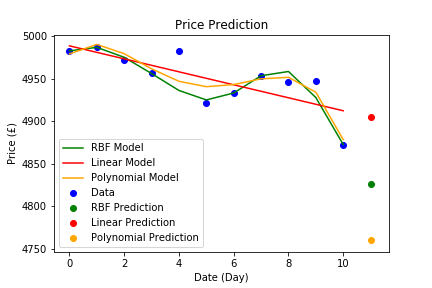 Price Prediction
5000
4950
4900
4850
4800
4750
Price (£)
RBF Model
Linear Model
Polynomial Model
Data
RBF Prediction
Linear Prediction
Polynomial Prediction
0 2 4 6 8 10
Date (Day)